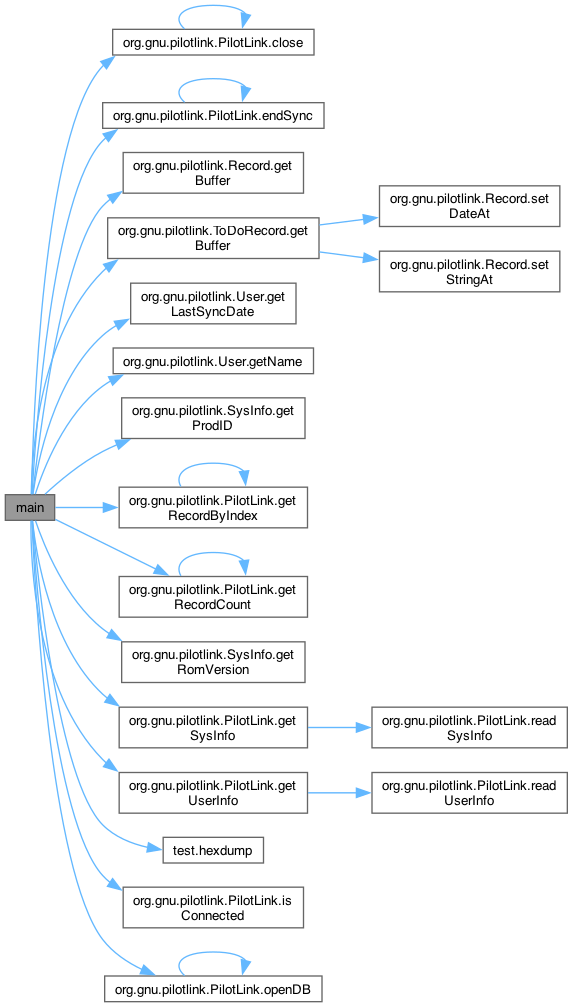 org.gnu.pilotlink.PilotLink.close
org.gnu.pilotlink.PilotLink.endSync
org.gnu.pilotlink.Record.get
Buffer
org.gnu.pilotlink.ToDoRecord.get
Buffer
org.gnu.pilotlink.Record.set
DateAt
org.gnu.pilotlink.Record.set
StringAt
org.gnu.pilotlink.User.get
LastSyncDate
org.gnu.pilotlink.User.getName
org.gnu.pilotlink.SysInfo.get
ProdID
main
org.gnu.pilotlink.PilotLink.get
RecordByIndex
org.gnu.pilotlink.PilotLink.get
RecordCount
org.gnu.pilotlink.SysInfo.get
RomVersion
org.gnu.pilotlink.PilotLink.get
SysInfo
org.gnu.pilotlink.PilotLink.read
SysInfo
org.gnu.pilotlink.PilotLink.get
UserInfo
org.gnu.pilotlink.PilotLink.read
UserInfo
test.hexdump
org.gnu.pilotlink.PilotLink.is
Connected
org.gnu.pilotlink.PilotLink.openDB